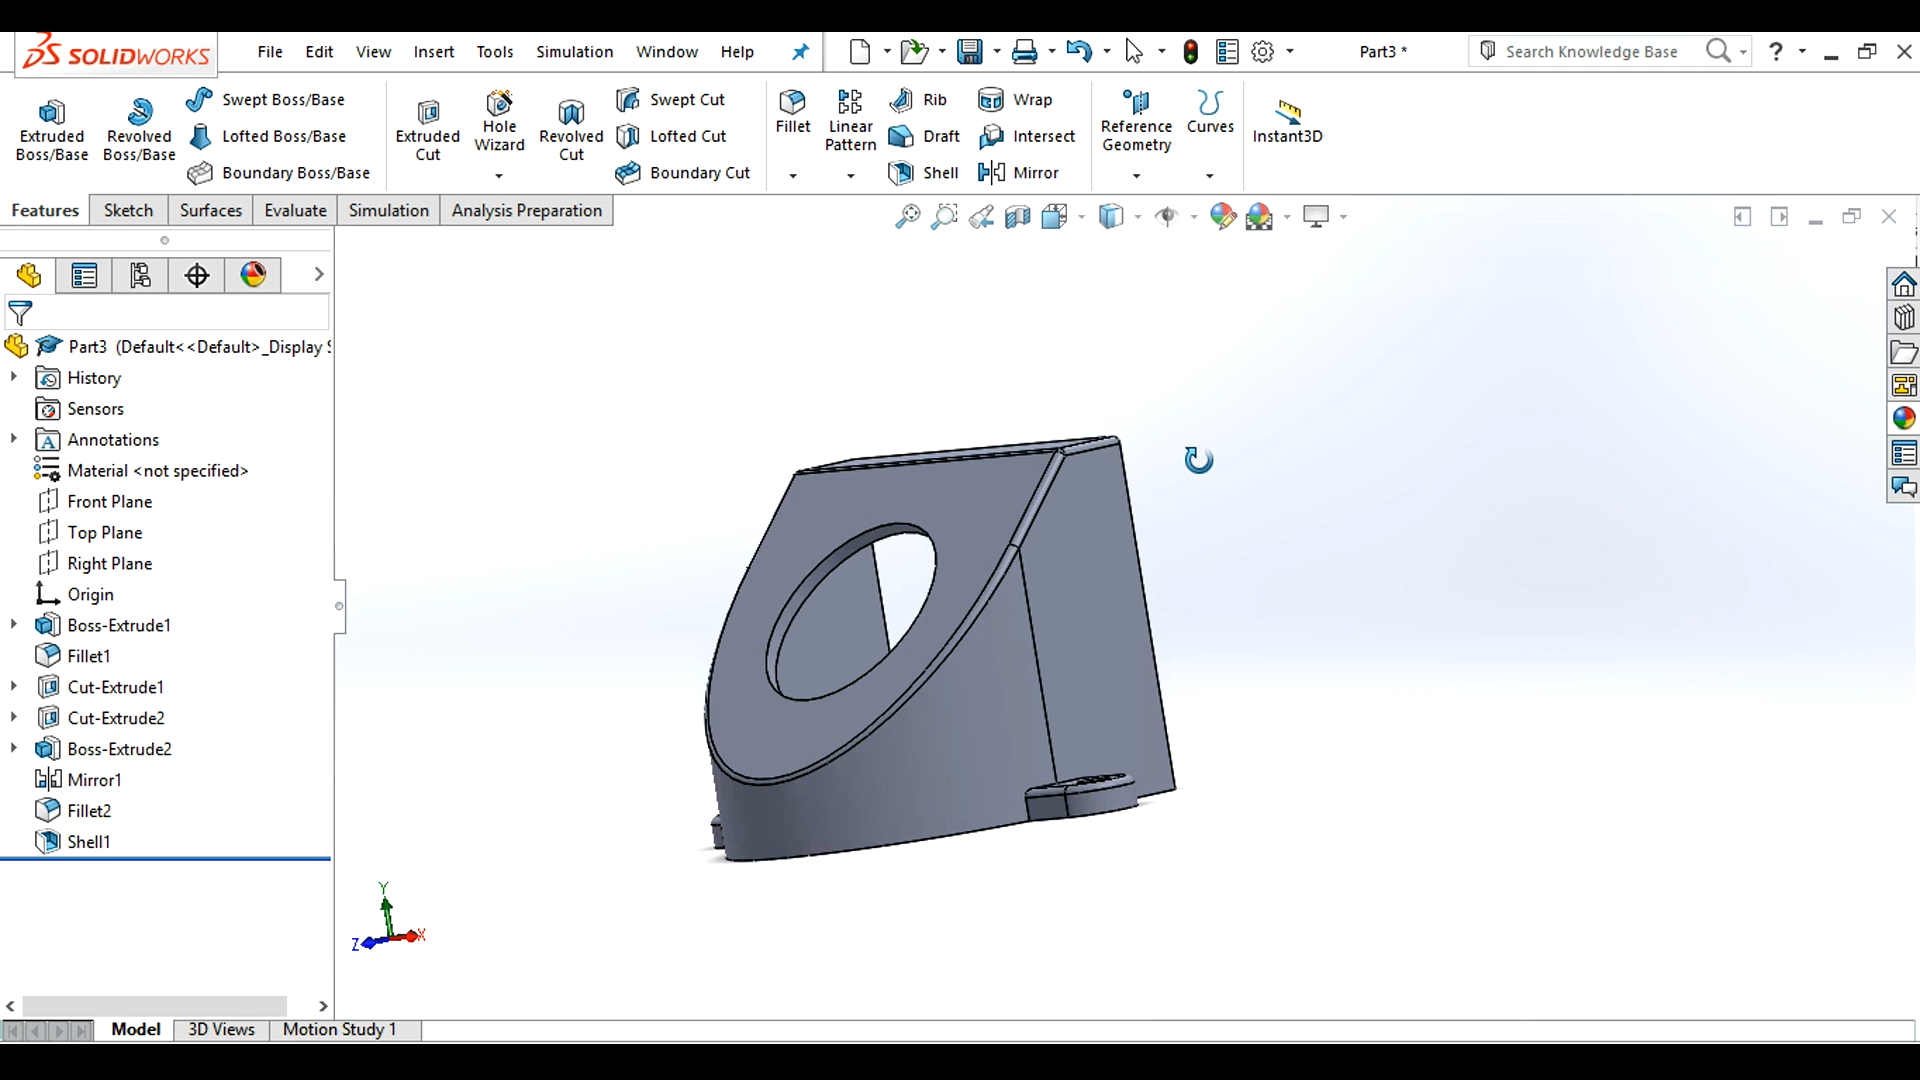 SOLIDWORKS File Edit View Insert Tools Simulation Window Help Part3 * Search Knowledge Base ?
Extruded Boss/Base
Revolved Boss/Base
Swept Boss/Base
Lofted Boss/Base
Boundary Boss/Base
Extruded Cut
Hole Wizard
Revolved Cut
Swept Cut
Lofted Cut
Boundary Cut
Fillet
Linear Pattern
Rib
Draft
Shell
Wrap
Intersect
Mirror
Reference Geometry
Curves
Instant3D
Features Sketch Surfaces Evaluate Simulation Analysis Preparation
Part3 (Default<<Default>_Display S
History
Sensors
Annotations
Material <not specified>
Front Plane
Top Plane
Right Plane
Origin
Boss-Extrude1
Fillet1
Cut-Extrude1
Cut-Extrude2
Boss-Extrude2
Mirror1
Fillet2
Shell1
Y
Z X
Model 3D Views Motion Study 1